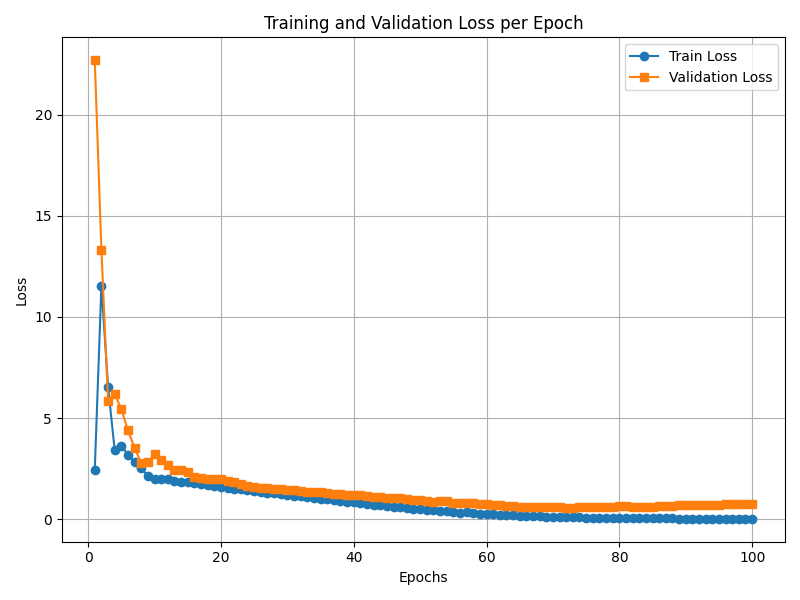 Training and Validation Loss per Epoch
Train Loss
Validation Loss
Loss
20
15
10
5
0
0 20 40 60 80 100
Epochs